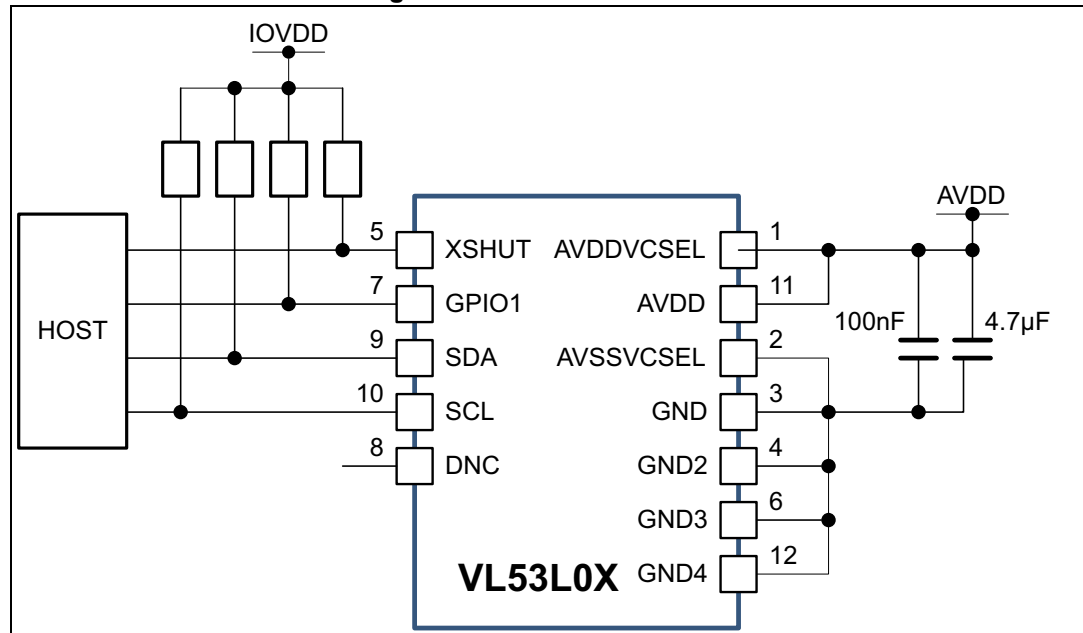 IOVDD
HOST
5
XSHUT
7
GPIO1
9
SDA
10
SCL
8
DNC
AVDDVCSEL
1
AVDD
11
AVSSVCSEL
2
GND
3
GND2
4
GND3
6
GND4
12
VL53L0X
AVDD
100nF
4.7µF